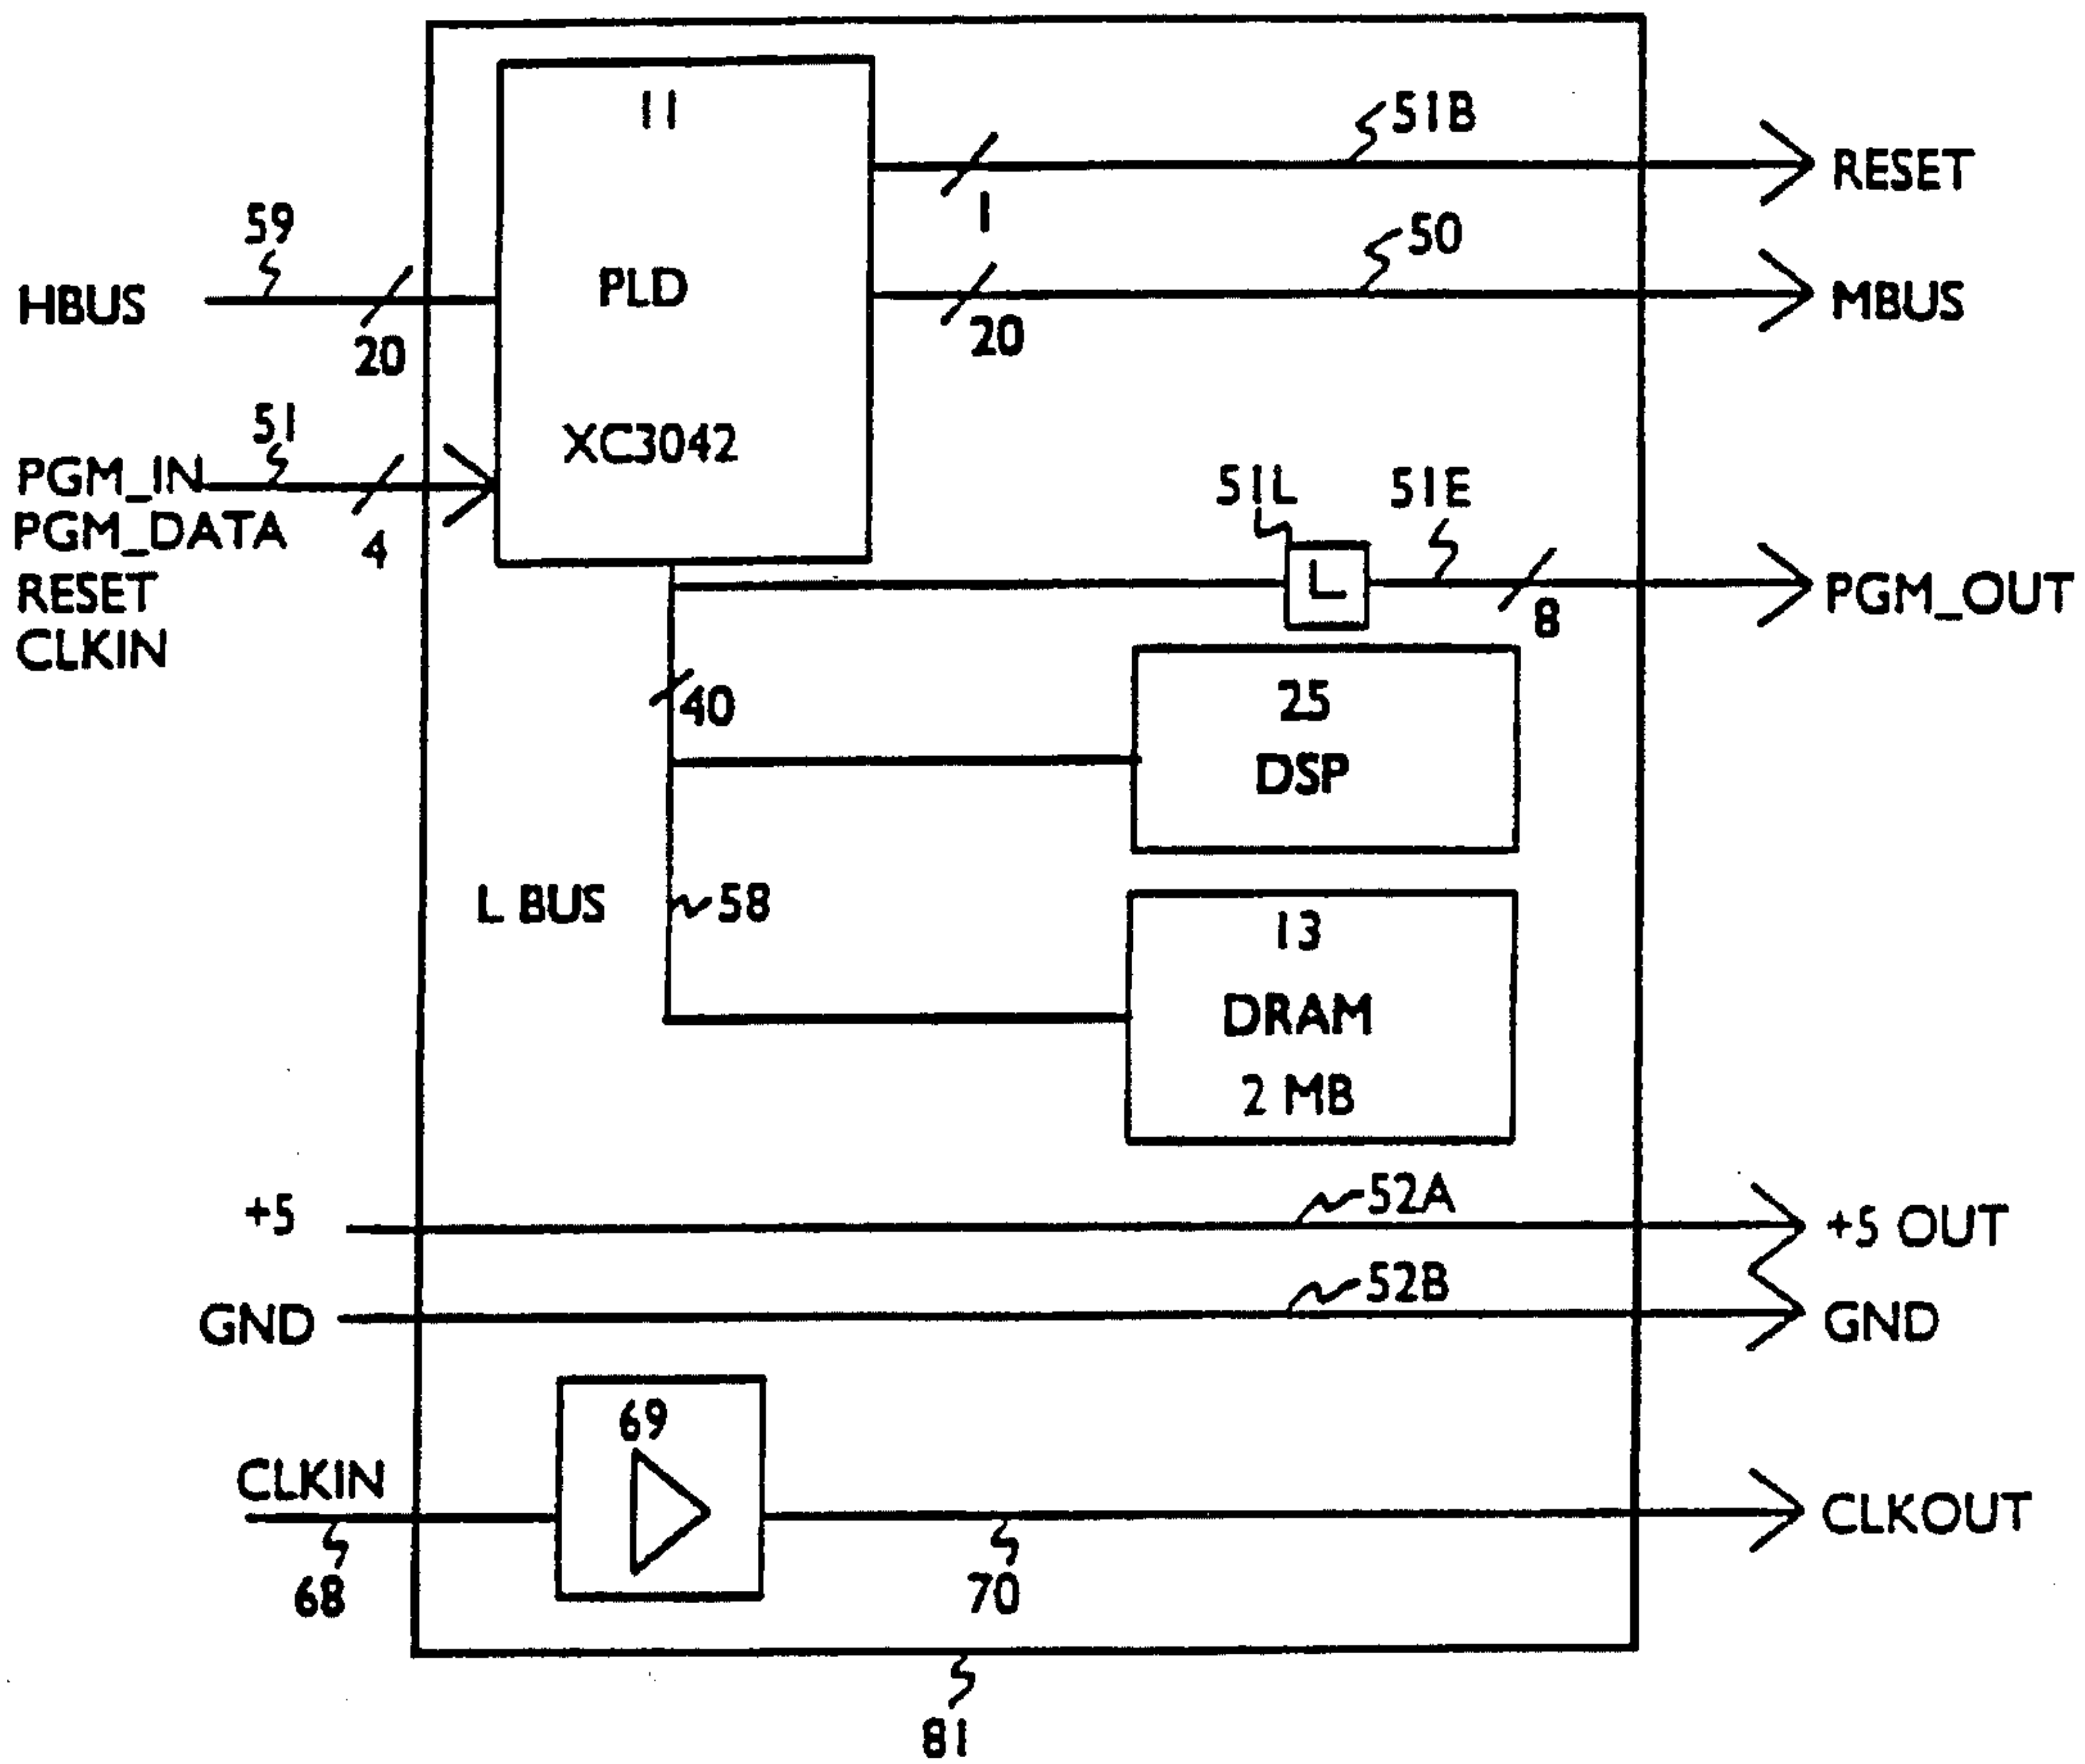 11
51B
RESET
1
59
50
HBUS
PLD
MBUS
20
20
51
XC3042
PGM_IN
PGM_DATA
4
RESET
CLKIN
51L
51E
L
PGM_OUT
8
40
25
DSP
L BUS
58
13
DRAM
2 MB
+5
52A
+5 OUT
GND
52B
GND
69
CLKIN
CLKOUT
68
70
81